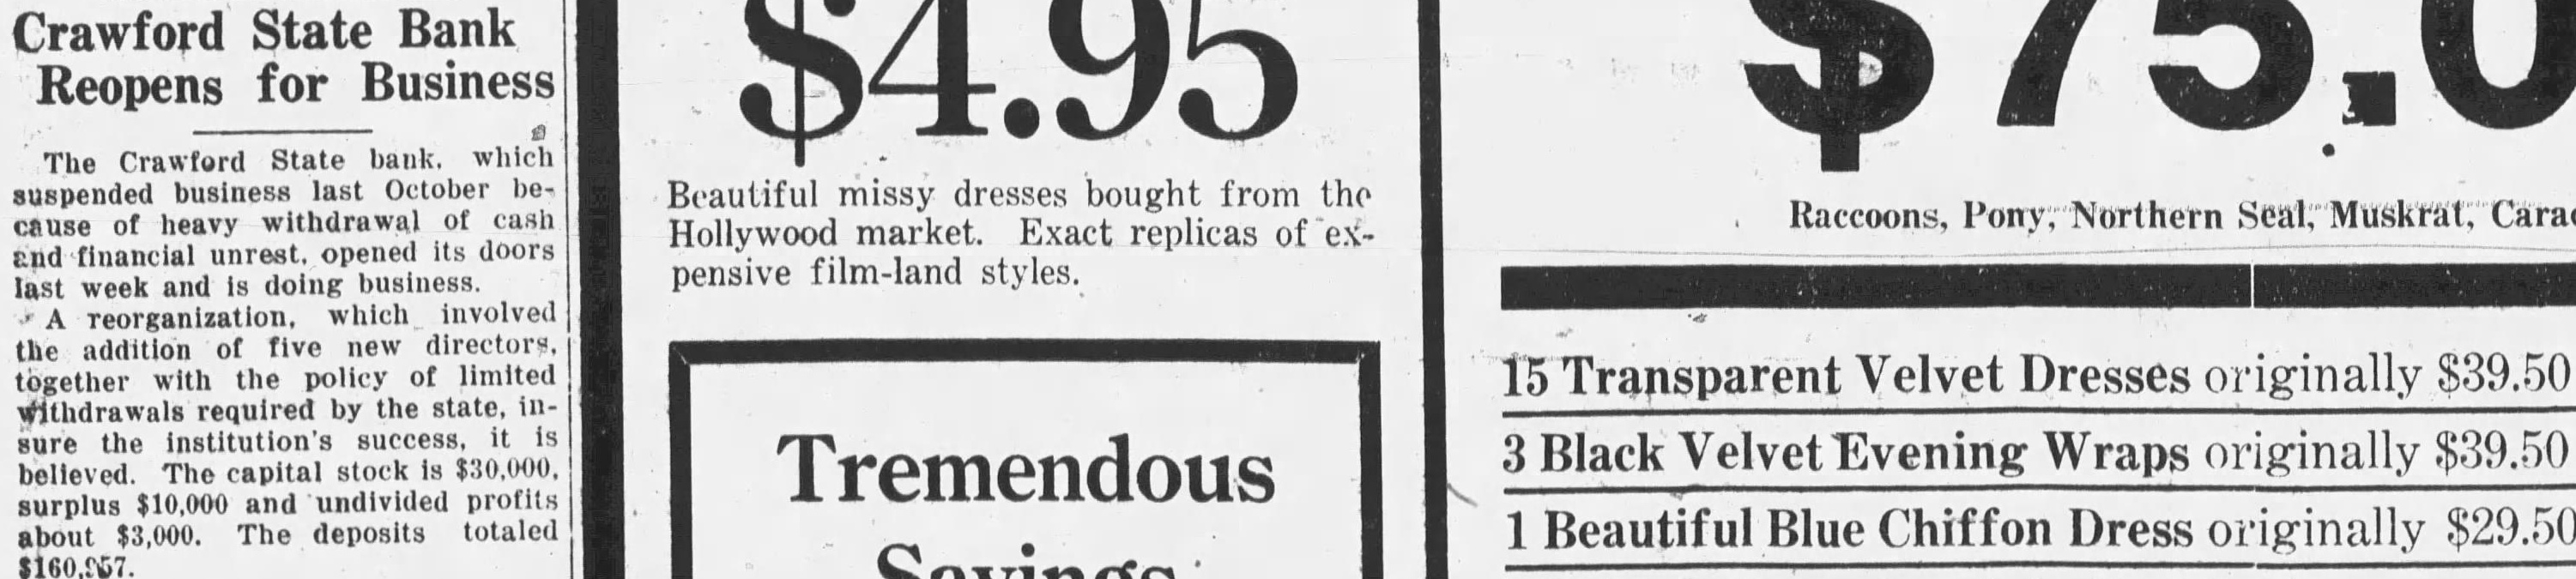 Crawford State Bank
Reopens for Business
The Crawford State bank, which
suspended business last October be-
cause of heavy withdrawal of cash
and financial unrest, opened its doors
last week and is doing business.
A reorganization, which involved
the addition of five new directors,
together with the policy of limited
withdrawals required by the state, in-
sure the institution's success, it is
believed. The capital stock is $30,000,
surplus $10,000 and undivided profits
about $3,000. The deposits totaled
$4.95
Beautiful missy dresses bought from the
Hollywood market. Exact replicas of ex-
pensive film-land styles.
Tremendous
Savings
$75.0
Raccoons, Pony, Northern Seal, Muskrat,
15 Transparent Velvet Dresses originally $39.50
3 Black Velvet Evening Wraps originally $39.50
1 Beautiful Blue Chiffon Dress originally $29.50